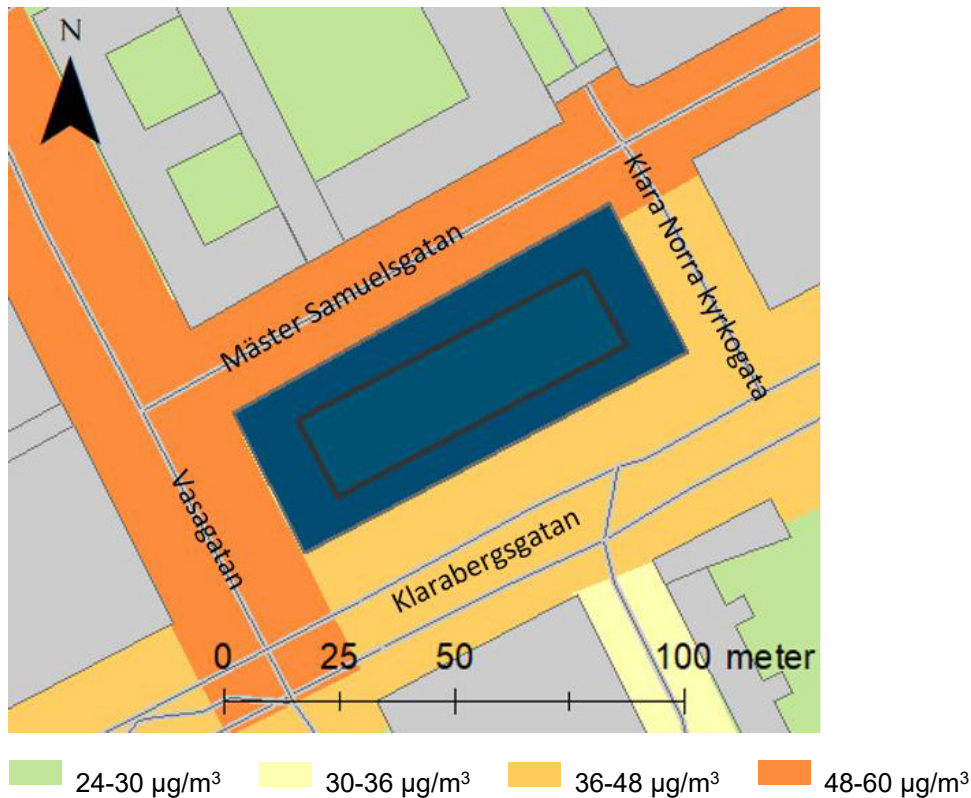 N
Mäster Samuelsgatan
Klara Norra kyrkogata
Vasagatan
Klarabergsgatan
0 25 50 100 meter
24-30 µg/m³ 30-36 µg/m³ 36-48 µg/m³ 48-60 µg/m³